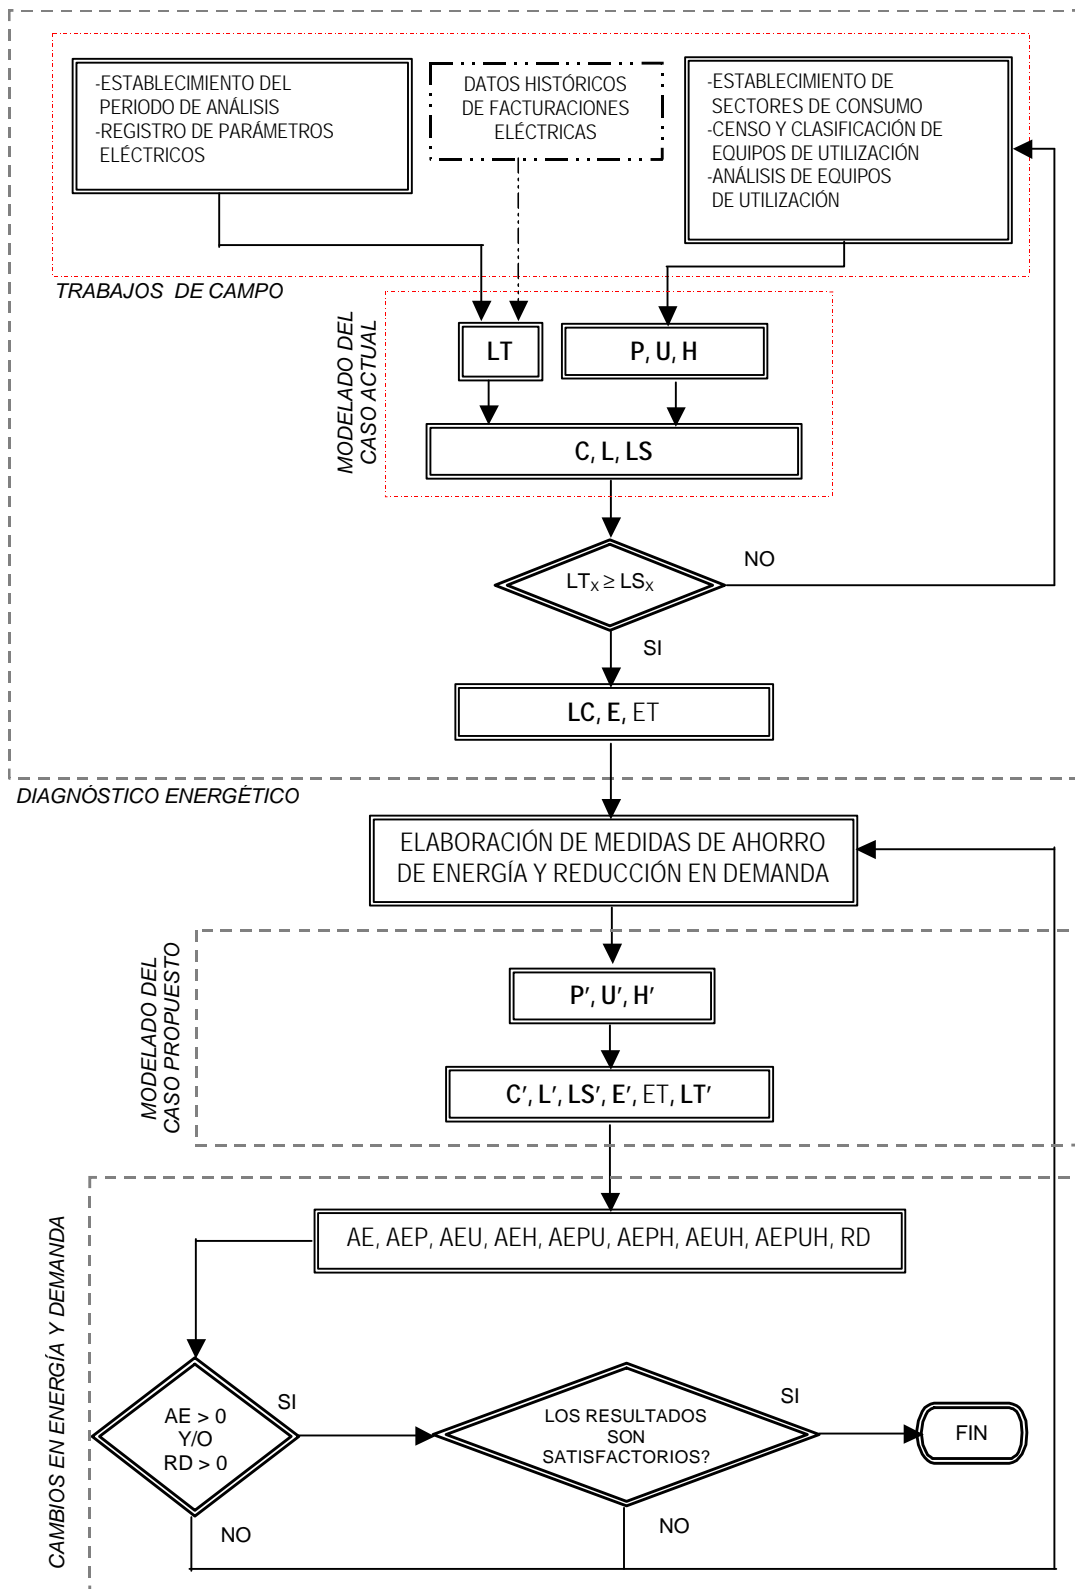 -ESTABLECIMIENTO DEL
PERIODO DE ANÁLISIS
-REGISTRO DE PARÁMETROS
ELÉCTRICOS
DATOS HISTÓRICOS
DE FACTURACIONES
ELÉCTRICAS
-ESTABLECIMIENTO DE
SECTORES DE CONSUMO
-CENSO Y CLASIFICACIÓN DE
EQUIPOS DE UTILIZACIÓN
-ANÁLISIS DE EQUIPOS
DE UTILIZACIÓN
TRABAJOS DE CAMPO
MODELADO DEL
CASO ACTUAL
LT
P, U, H
C, L, LS
LTX ≥ LSX
NO
SI
LC, E, ET
DIAGNÓSTICO ENERGÉTICO
ELABORACIÓN DE MEDIDAS DE AHORRO
DE ENERGÍA Y REDUCCIÓN EN DEMANDA
MODELADO DEL
CASO PROPUESTO
P', U', H'
C', L', LS', E', ET, LT'
CAMBIOS EN ENERGÍA Y DEMANDA
AE, AEP, AEU, AEH, AEPU, AEPH, AEUH, AEPUH, RD
AE > 0
Y/O
RD > 0
SI
NO
LOS RESULTADOS
SON
SATISFACTORIOS?
SI
NO
FIN